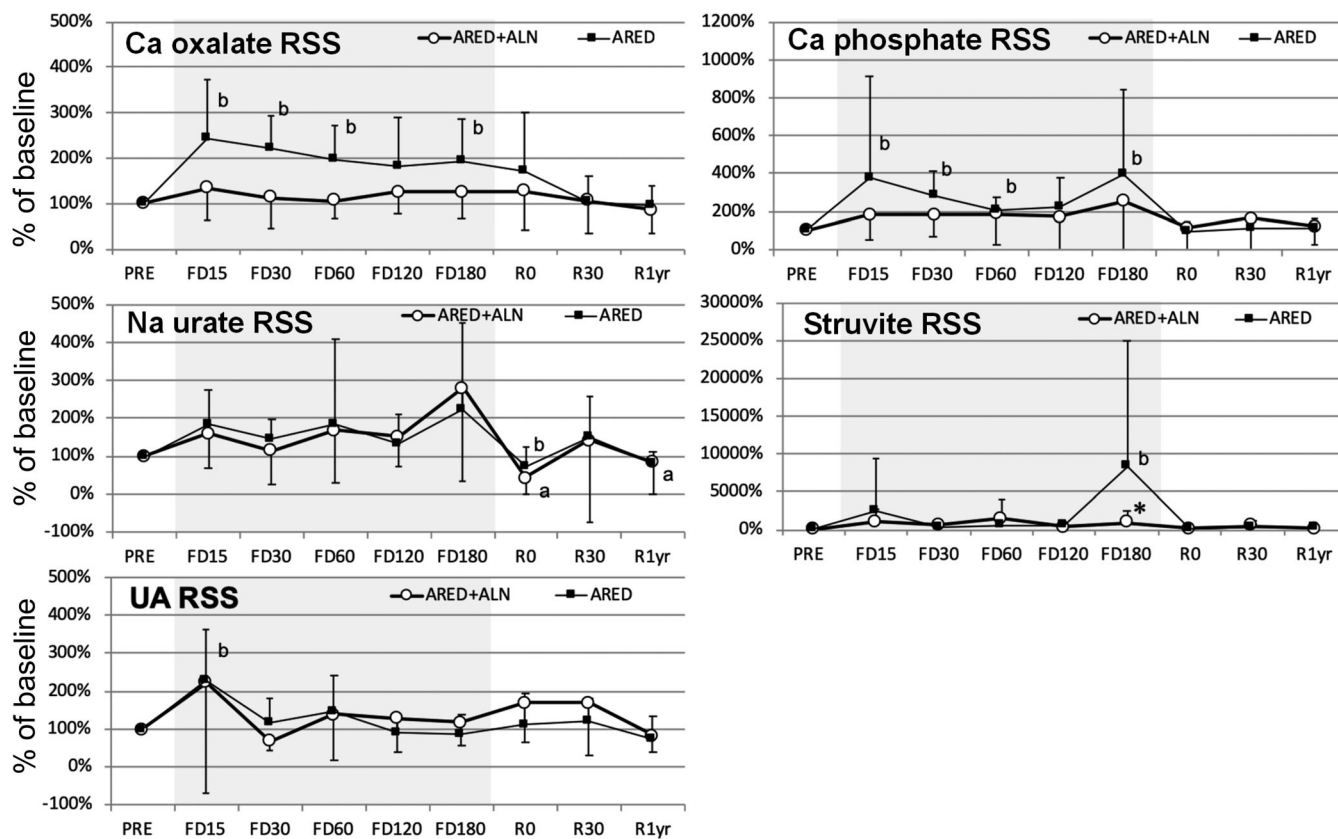 Ca oxalate RSS
ARED+ALN ARED
% of baseline
500%
400%
300%
200%
100%
0%
b b b b
PRE FD15 FD30 FD60 FD120 FD180 R0 R30 R1yr
Ca phosphate RSS
ARED+ALN ARED
1200%
1000%
800%
600%
400%
200%
0%
b b b b
PRE FD15 FD30 FD60 FD120 FD180 R0 R30 R1yr
Na urate RSS
ARED+ALN ARED
% of baseline
500%
400%
300%
200%
100%
0%
-100%
b
a
a
PRE FD15 FD30 FD60 FD120 FD180 R0 R30 R1yr
Struvite RSS
ARED+ALN ARED
30000%
25000%
20000%
15000%
10000%
5000%
0%
b
*
PRE FD15 FD30 FD60 FD120 FD180 R0 R30 R1yr
UA RSS
ARED+ALN ARED
% of baseline
500%
400%
300%
200%
100%
0%
-100%
b
PRE FD15 FD30 FD60 FD120 FD180 R0 R30 R1yr